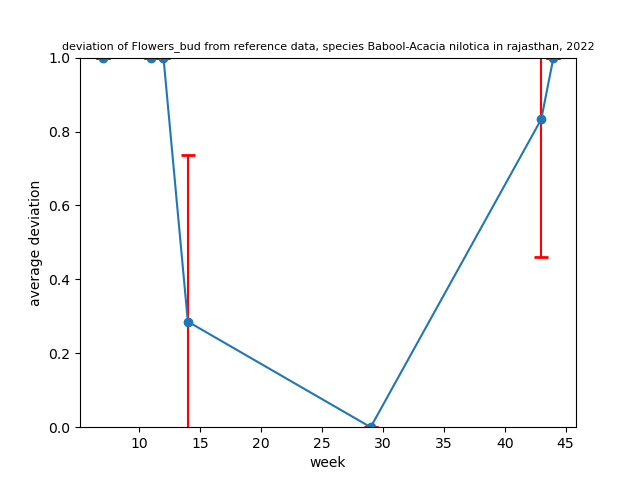 deviation of Flowers_bud from reference data, species Babool-Acacia nilotica in rajasthan, 2022
1.0
0.8
0.6
0.4
0.2
0.0
average deviation
10 15 20 25 30 35 40 45
week